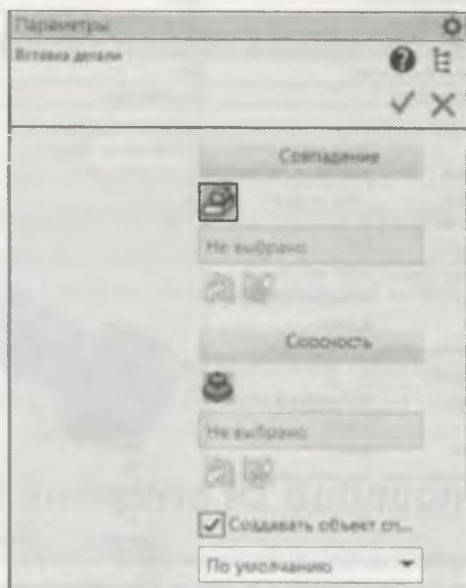 Параметры
Вставка детали
Совпадение
Не выбрано
Соосность
Не выбрано
Создавать объект сп...
По умолчанию